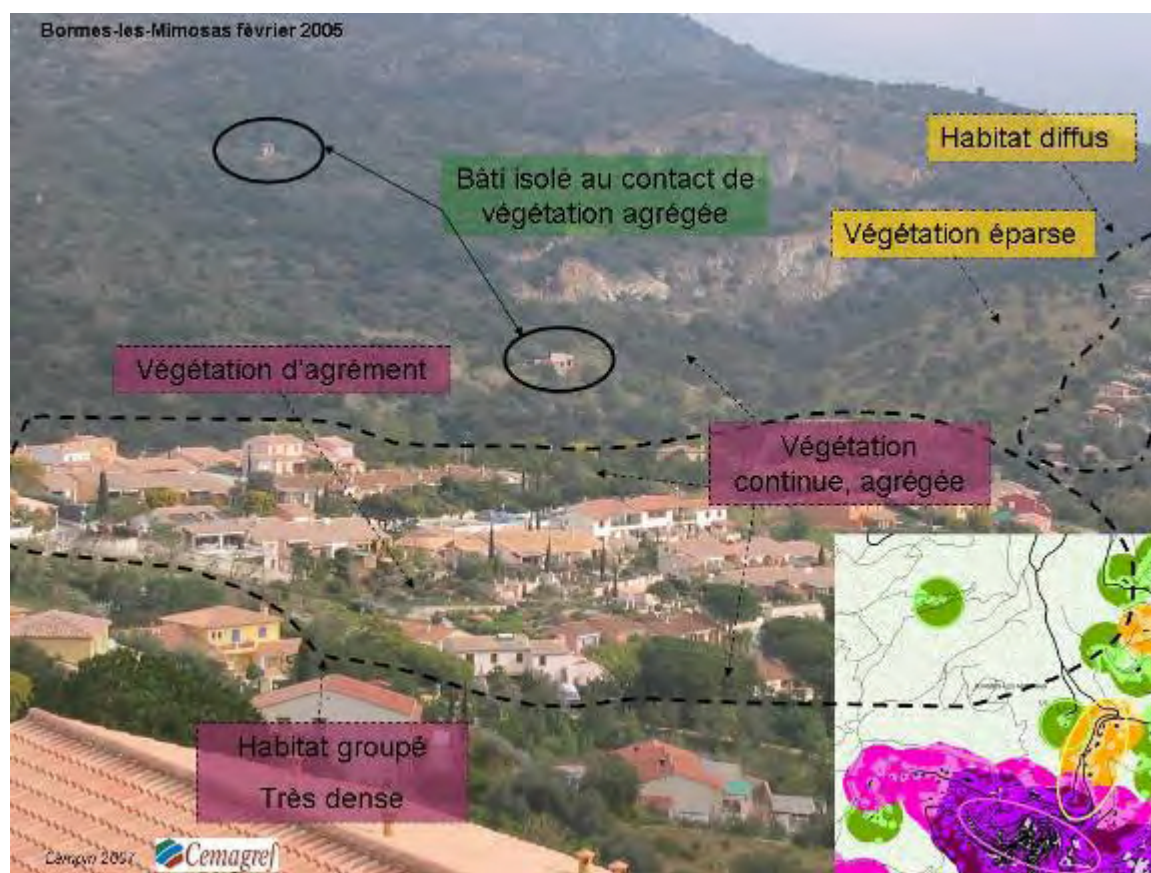 Bormes-les-Mimosas février 2005
Habitat diffus
Bâti isolé au contact de
végétation agrégée
Végétation éparse
Végétation d'agrément
Végétation
continue, agrégée
Habitat groupé
Très dense
2007
Cemagref